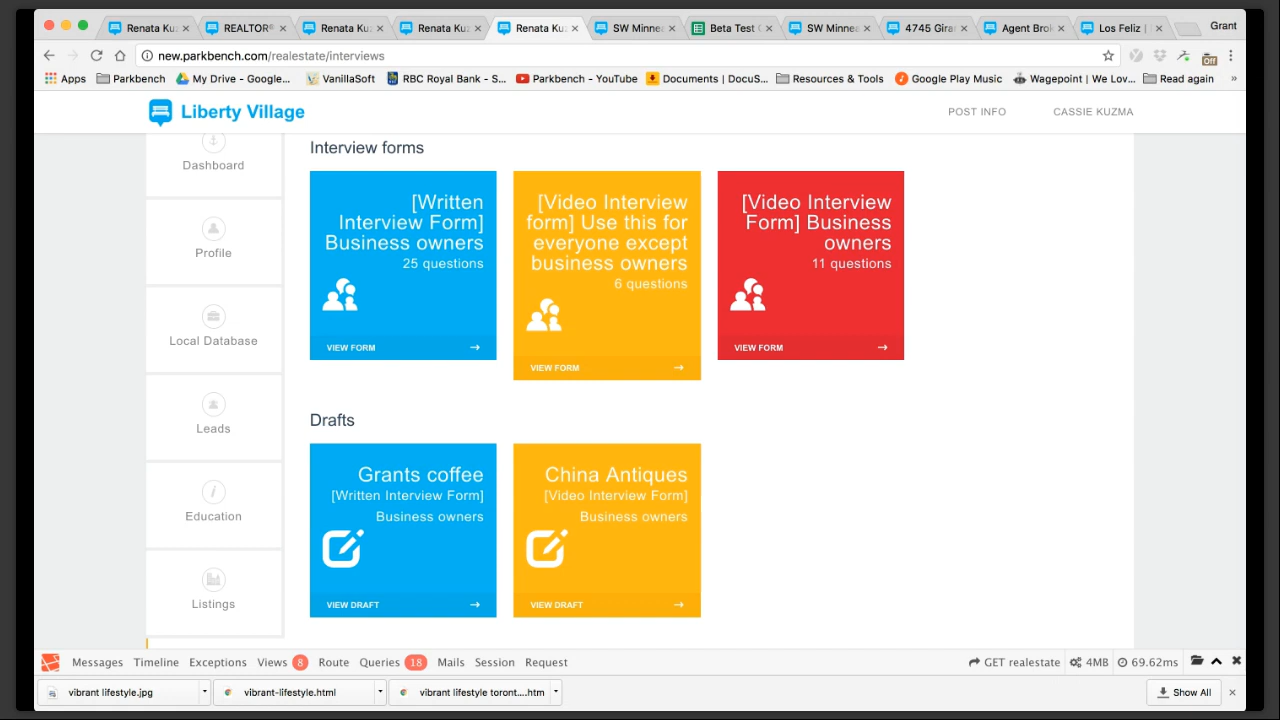 Renata Ku
REALTOR®
Renata Ku
Renata Ku
Renata Ku
SW Minne
Beta Test
SW Minne
4745 Gira
Agent Bro
Los Feliz |
Grant
new.parkbench.com/realestate/interviews
Apps
Parkbench
My Drive - Google...
VanillaSoft
RBC Royal Bank - S...
Parkbench - YouTube
Documents | DocuS...
Resources & Tools
Google Play Music
Wagepoint | We Lov...
Read again
»
Off
Liberty Village
POST INFO
CASSIE KUZMA
Dashboard
Profile
Local Database
Leads
Education
Listings
Interview forms
[Written
Interview Form]
Business owners
25 questions
VIEW FORM
[Video Interview
form] Use this for
everyone except
business owners
6 questions
VIEW FORM
[Video Interview
Form] Business
owners
11 questions
VIEW FORM
Drafts
Grants coffee
[Written Interview Form]
Business owners
VIEW DRAFT
China Antiques
[Video Interview Form]
Business owners
VIEW DRAFT
Messages
Timeline
Exceptions
Views 8
Route
Queries 18
Mails
Session
Request
GET realestate
4MB
69.62ms
vibrant lifestyle.jpg
vibrant-lifestyle.html
vibrant lifestyle toront....htm
Show All